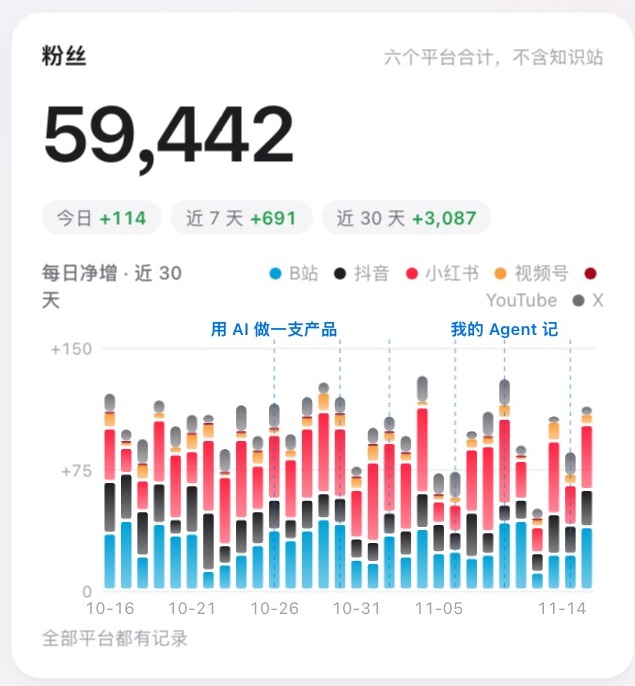 粉丝
六个平台合计，不含知识站
59,442
今日 +114
近 7 天 +691
近 30 天 +3,087
每日净增 · 近 30
天
B站 抖音 小红书 视频号
YouTube X
用 AI 做一支产品
我的 Agent 记
+150
+75
0
10-16 10-21 10-26 10-31 11-05 11-14
全部平台都有记录